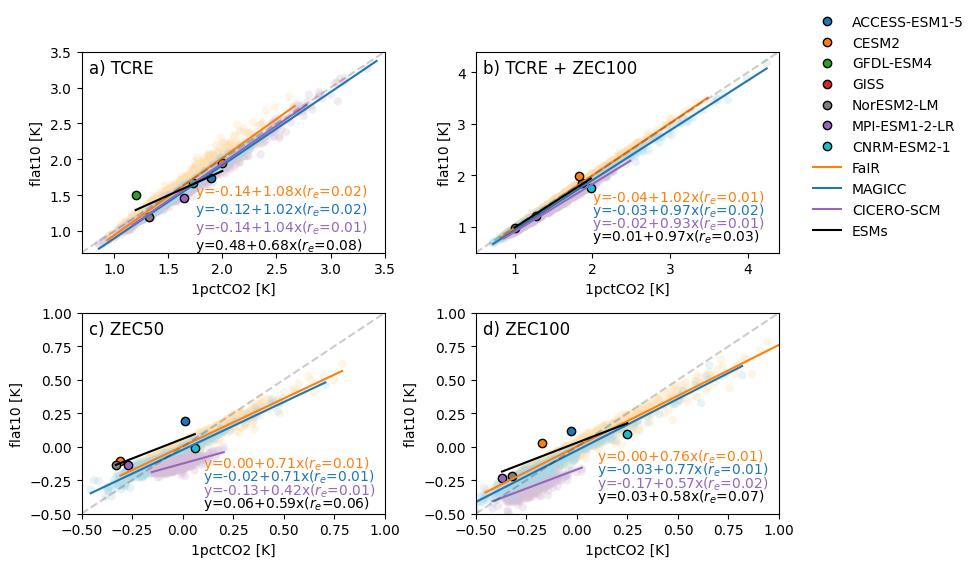 a) TCRE
3.5
3.0
2.5
2.0
1.5
1.0
flat10 [K]
y=-0.14+1.08x(re=0.02)
y=-0.12+1.02x(re=0.02)
y=-0.14+1.04x(re=0.01)
y=0.48+0.68x(re=0.08)
1.0 1.5 2.0 2.5 3.0 3.5
1pctCO2 [K]
b) TCRE + ZEC100
4
3
2
1
flat10 [K]
y=-0.04+1.02x(re=0.01)
y=-0.03+0.97x(re=0.02)
y=-0.02+0.93x(re=0.01)
y=0.01+0.97x(re=0.03)
1 2 3 4
1pctCO2 [K]
ACCESS-ESM1-5
CESM2
GFDL-ESM4
GISS
NorESM2-LM
MPI-ESM1-2-LR
CNRM-ESM2-1
FaIR
MAGICC
CICERO-SCM
ESMs
c) ZEC50
1.00
0.75
0.50
0.25
0.00
−0.25
−0.50
flat10 [K]
y=0.00+0.71x(re=0.01)
y=-0.02+0.71x(re=0.01)
y=-0.13+0.42x(re=0.01)
y=0.06+0.59x(re=0.06)
−0.50 −0.25 0.00 0.25 0.50 0.75 1.00
1pctCO2 [K]
d) ZEC100
1.00
0.75
0.50
0.25
0.00
−0.25
−0.50
flat10 [K]
y=0.00+0.76x(re=0.01)
y=-0.03+0.77x(re=0.01)
y=-0.17+0.57x(re=0.02)
y=0.03+0.58x(re=0.07)
−0.50 −0.25 0.00 0.25 0.50 0.75 1.00
1pctCO2 [K]